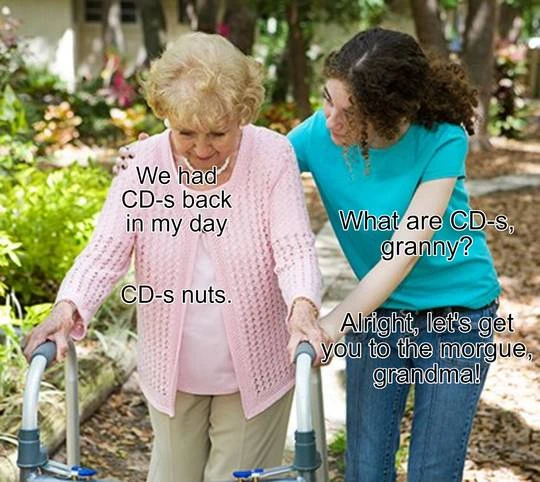 We had
CD-s back
in my day
What are CD-s,
granny?
CD-s nuts.
Alright, let's get
you to the morgue,
grandma!